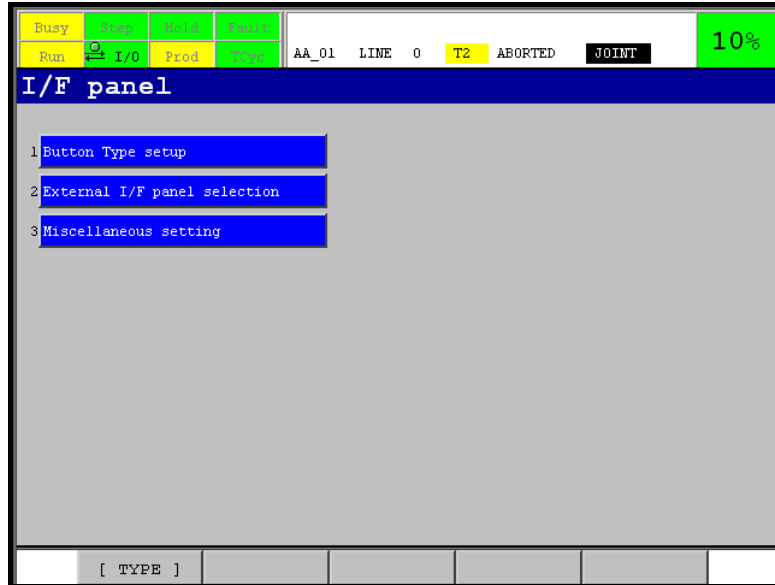 Busy Step Hold Fault
Run I/O Prod TCyc AA_01 LINE 0 T2 ABORTED JOINT 10%
I/F panel
1 Button Type setup
2 External I/F panel selection
3 Miscellaneous setting
[ TYPE ]